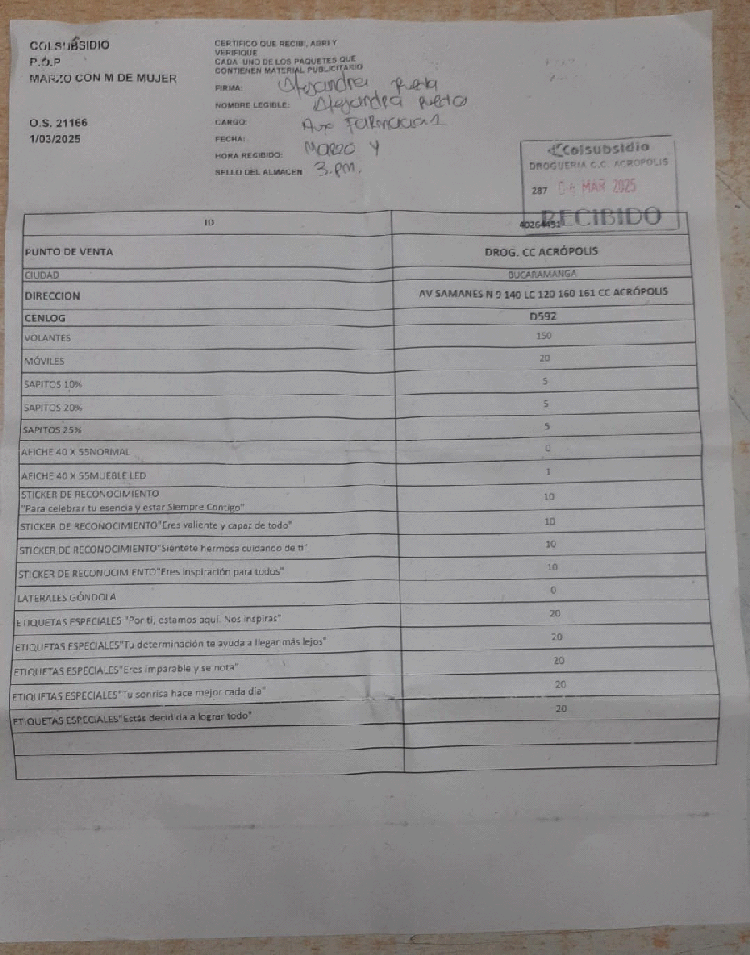 COLSUBSIDIO
P.O.P
MARZO CON M DE MUJER
O.S. 21166
1/03/2025
CERTIFICO QUE RECIBI, ABRI Y
VERIFIQUE
CADA UNO DE LOS PAQUETES QUE
CONTIENEN MATERIAL PUBLICITARIO
FIRMA: Alejandra
NOMBRE LEGIBLE: Alejandra
CARGO: Aux
FECHA: Marzo 4
HORA RECIBIDO: 3.pm.
SELLO DEL ALMACEN
Colsubsidio
DROGUERIA C.C. ACROPOLIS
287 04 MAR 2025
RECIBIDO
ID
PUNTO DE VENTA DROG. CC ACRÓPOLIS
CIUDAD BUCARAMANGA
DIRECCION AV SAMANES N 9 140 LC 120 160 161 CC ACRÓPOLIS
CENLOG D592
VOLANTES 150
MÓVILES 20
SAPITOS 10% 5
SAPITOS 20% 5
SAPITOS 25% 5
AFICHE 40 X 55NORMAL 0
AFICHE 40 X 55MUEBLE LED 1
STICKER DE RECONOCIMIENTO 10
"Para celebrar tu esencia y estar Siempre Contigo"
STICKER DE RECONOCIMIENTO"Eres valiente y capaz de todo" 10
STICKER DE RECONOCIMIENTO"Siéntete hermosa cuidando de ti" 10
STICKER DE RECONOCIMIENTO"Eres inspiración para todos" 10
LATERALES GÓNDOLA 0
ETIQUETAS ESPECIALES "Por ti, estamos aquí. Nos inspiras" 20
ETIQUETAS ESPECIALES"Tu determinación te ayuda a llegar más lejos" 20
ETIQUETAS ESPECIALES"Eres imparable y se nota" 20
ETIQUETAS ESPECIALES"Tu sonrisa hace mejor cada día" 20
ETIQUETAS ESPECIALES"Estás decidida a lograr todo" 20